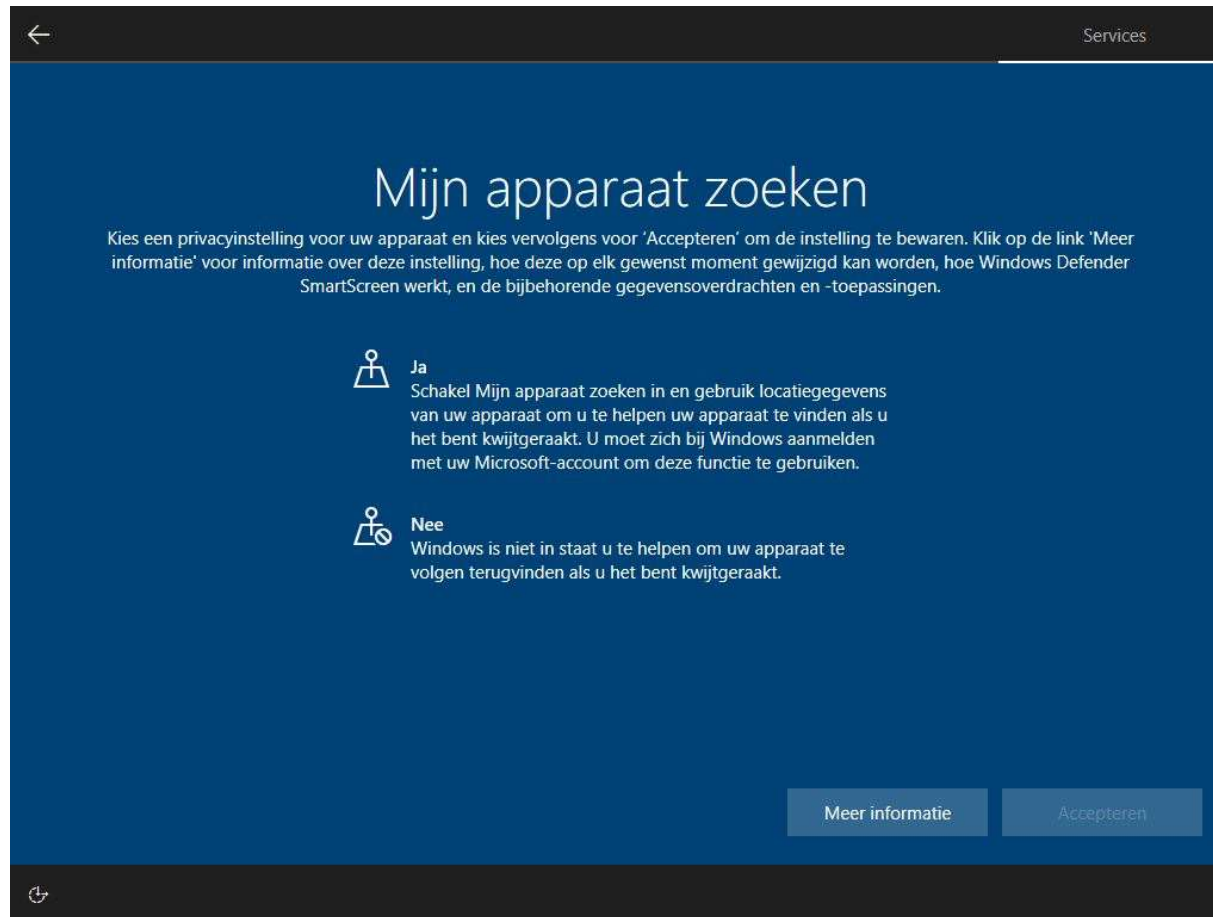 Services
Mijn apparaat zoeken
Kies een privacyinstelling voor uw apparaat en kies vervolgens voor 'Accepteren' om de instelling te bewaren. Klik op de link 'Meer
informatie' voor informatie over deze instelling, hoe deze op elk gewenst moment gewijzigd kan worden, hoe Windows Defender
SmartScreen werkt, en de bijbehorende gegevensoverdrachten en -toepassingen.
Ja
Schakel Mijn apparaat zoeken in en gebruik locatiegegevens
van uw apparaat om u te helpen uw apparaat te vinden als u
het bent kwijtgeraakt. U moet zich bij Windows aanmelden
met uw Microsoft-account om deze functie te gebruiken.
Nee
Windows is niet in staat u te helpen om uw apparaat te
volgen terugvinden als u het bent kwijtgeraakt.
Meer informatie
Accepteren